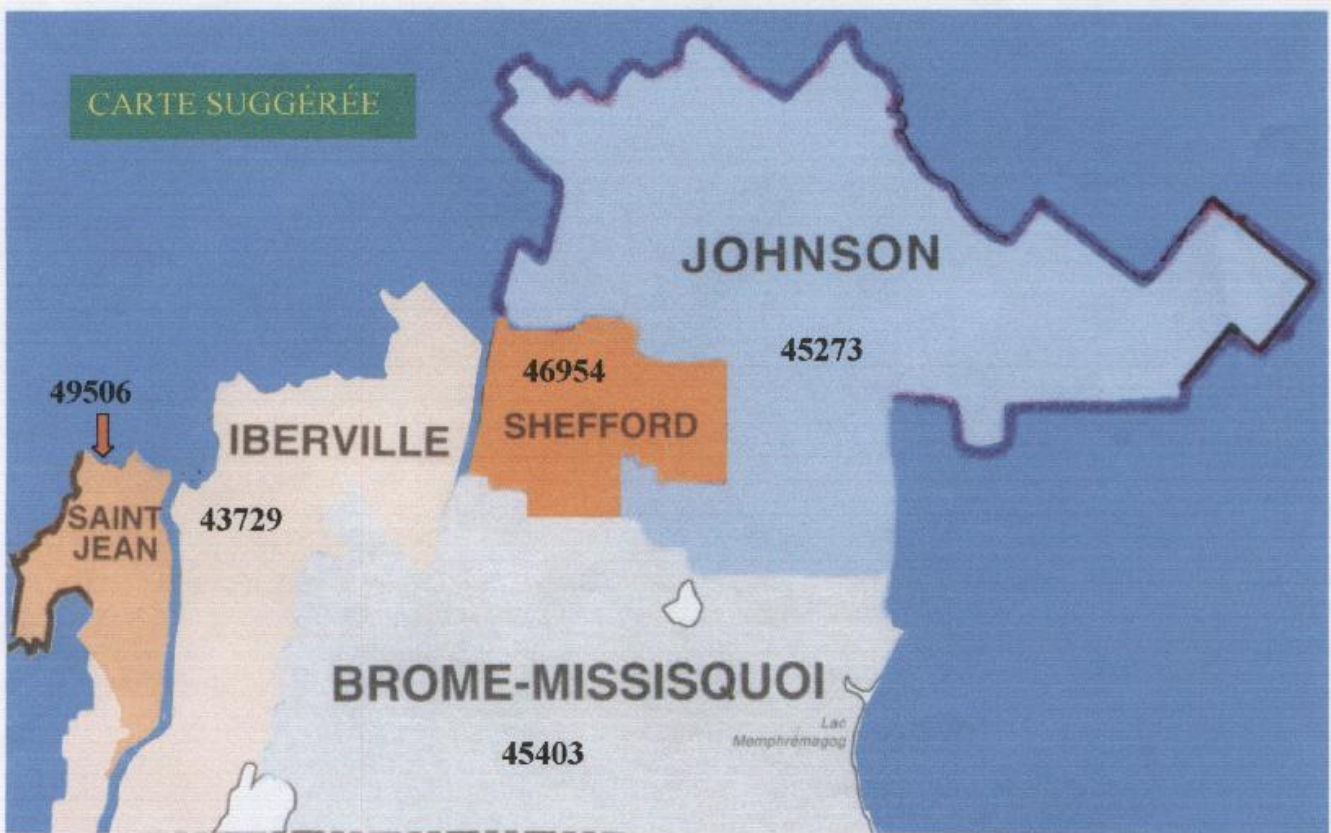 CARTE SUGGÉRÉE
JOHNSON
45273
46954
SHEFFORD
49506
IBERVILLE
43729
SAINT
JEAN
BROME-MISSISQUOI
Lac
Memphrémagog
45403